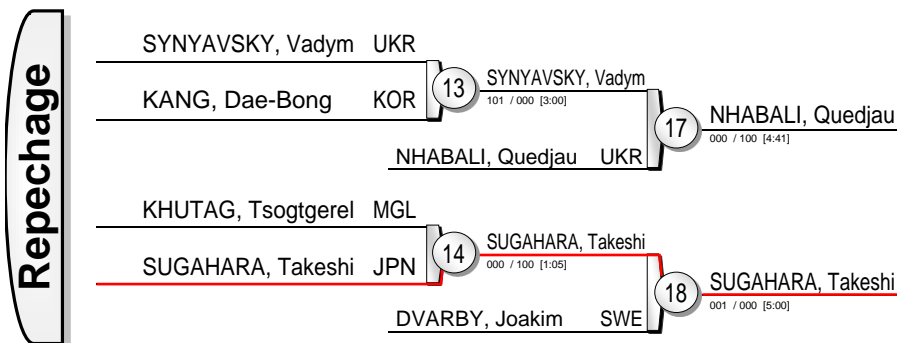 Repechage
SYNYAVSKY, Vadym UKR
KANG, Dae-Bong KOR
13
SYNYAVSKY, Vadym
101 / 000 [3:00]
NHABALI, Quedjau UKR
17
NHABALI, Quedjau
000 / 100 [4:41]
KHUTAG, Tsogtgerel MGL
SUGAHARA, Takeshi JPN
14
SUGAHARA, Takeshi
000 / 100 [1:05]
DVARBY, Joakim SWE
18
SUGAHARA, Takeshi
001 / 000 [5:00]